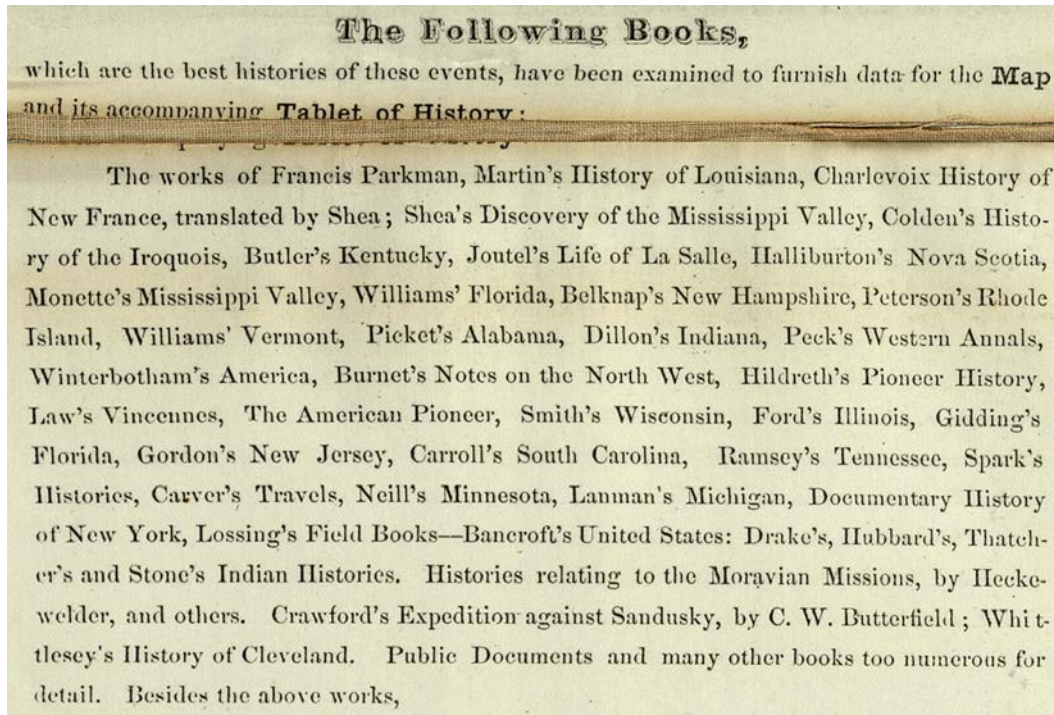 The Following Books,
which are the best histories of these events, have been examined to furnish data for the Map
and its accompanying Tablet of History:
The works of Francis Parkman, Martin's History of Louisiana, Charlevoix History of
New France, translated by Shea; Shea's Discovery of the Mississippi Valley, Colden's Histo-
ry of the Iroquois, Butler's Kentucky, Joutel's Life of La Salle, Halliburton's Nova Scotia,
Monette's Mississippi Valley, Williams' Florida, Belknap's New Hampshire, Peterson's Rhode
Island, Williams' Vermont, Picket's Alabama, Dillon's Indiana, Peck's Western Annals,
Winterbotham's America, Burnet's Notes on the North West, Hildreth's Pioneer History,
Law's Vincennes, The American Pioneer, Smith's Wisconsin, Ford's Illinois, Gidding's
Florida, Gordon's New Jersey, Carroll's South Carolina, Ramsey's Tennessee, Spark's
Histories, Carver's Travels, Neill's Minnesota, Lanman's Michigan, Documentary History
of New York, Lossing's Field Books—Bancroft's United States: Drake's, Hubbard's, Thatch-
er's and Stone's Indian Histories. Histories relating to the Moravian Missions, by Hecke-
welder, and others. Crawford's Expedition against Sandusky, by C. W. Butterfield; Whit-
tlesey's History of Cleveland. Public Documents and many other books too numerous for
detail. Besides the above works,